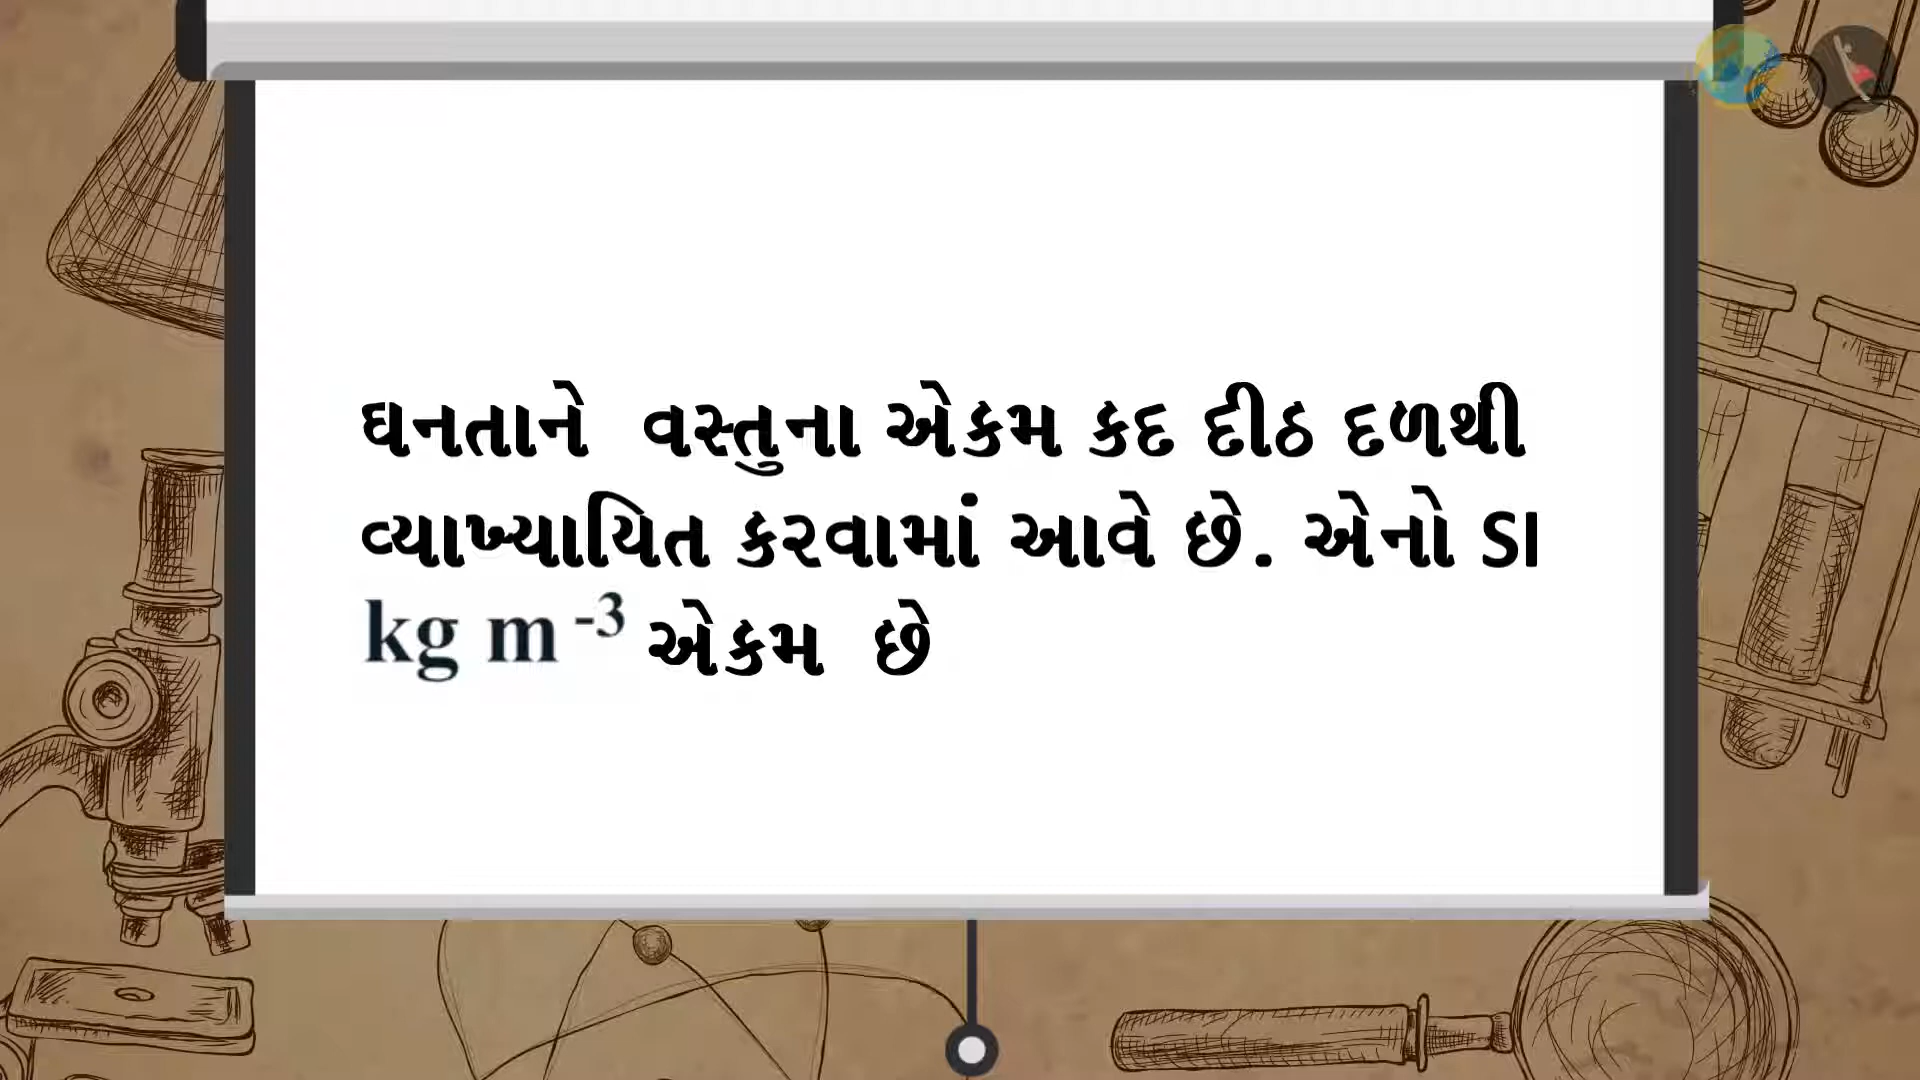 ઘનતાને વસ્તુના એકમ કદ દીઠ દળથી
વ્યાખ્યાયિત કરવામાં આવે છે. એનો SI
kg m⁻³ એકમ છે